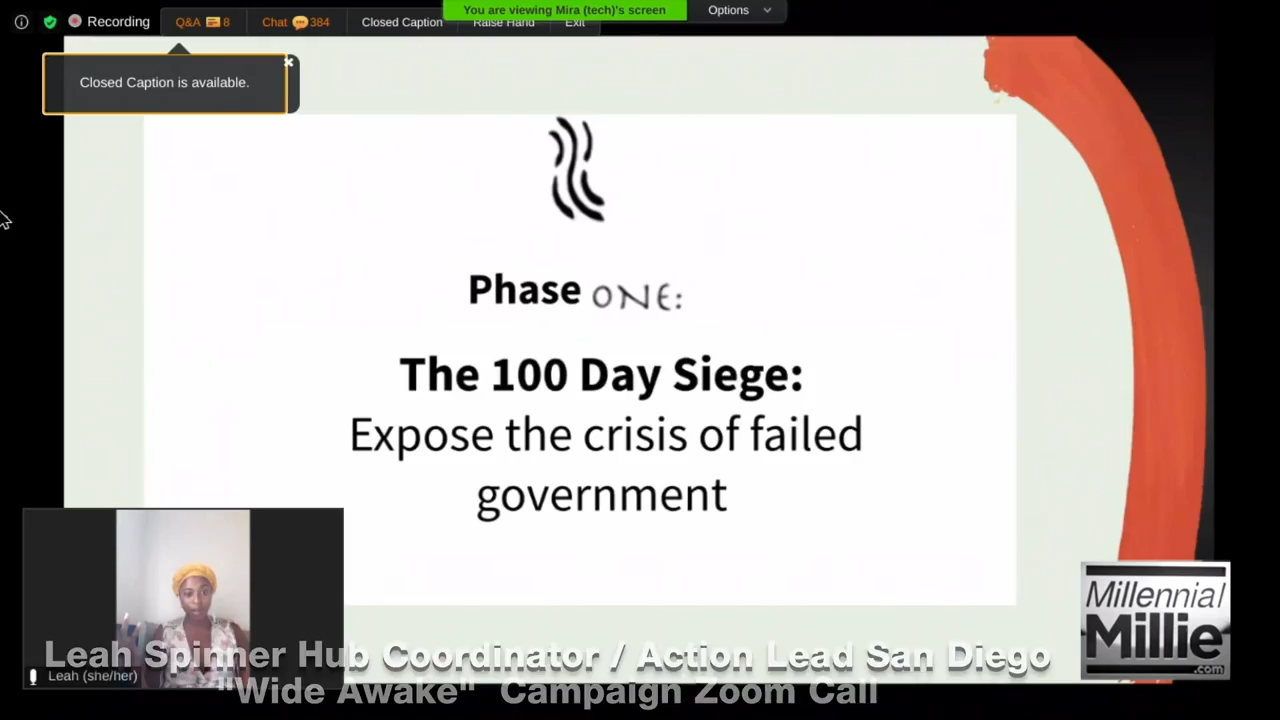 Recording
Q&A 8
Chat 384
Closed Caption
Raise Hand
Exit
You are viewing Mira (tech)'s screen
Options
Closed Caption is available.
Phase ONE:
The 100 Day Siege:
Expose the crisis of failed
government
Leah (she/her)
Leah Spinner Hub Coordinator / Action Lead San Diego
"Wide Awake" Campaign Zoom Call
Millennial
Millie
.com